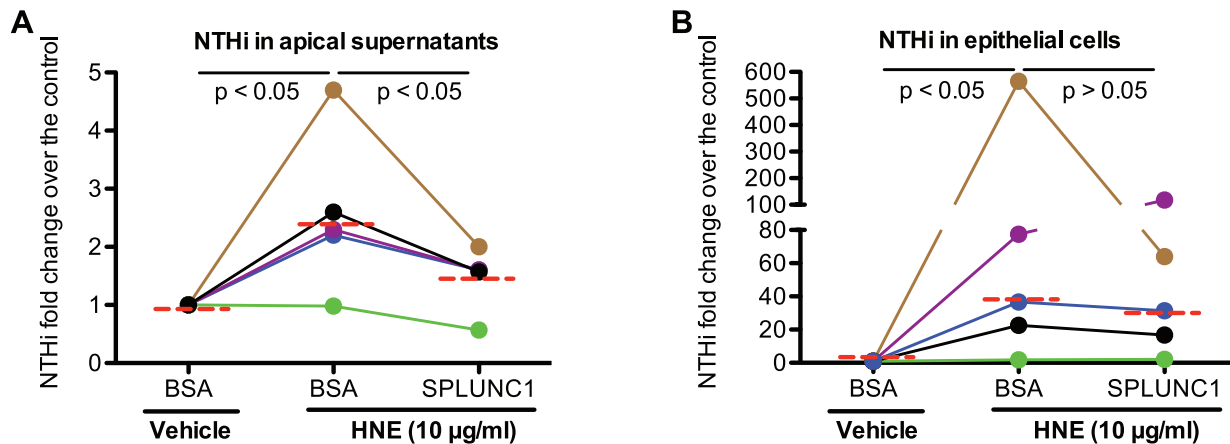 A
NTHi in apical supernatants
p < 0.05 p < 0.05
NTHi fold change over the control
5
4
3
2
1
0
BSA BSA SPLUNC1
Vehicle HNE (10 µg/ml)
B
NTHi in epithelial cells
p < 0.05 p > 0.05
NTHi fold change over the control
600
500
400
300
200
100
80
60
40
20
0
BSA BSA SPLUNC1
Vehicle HNE (10 µg/ml)